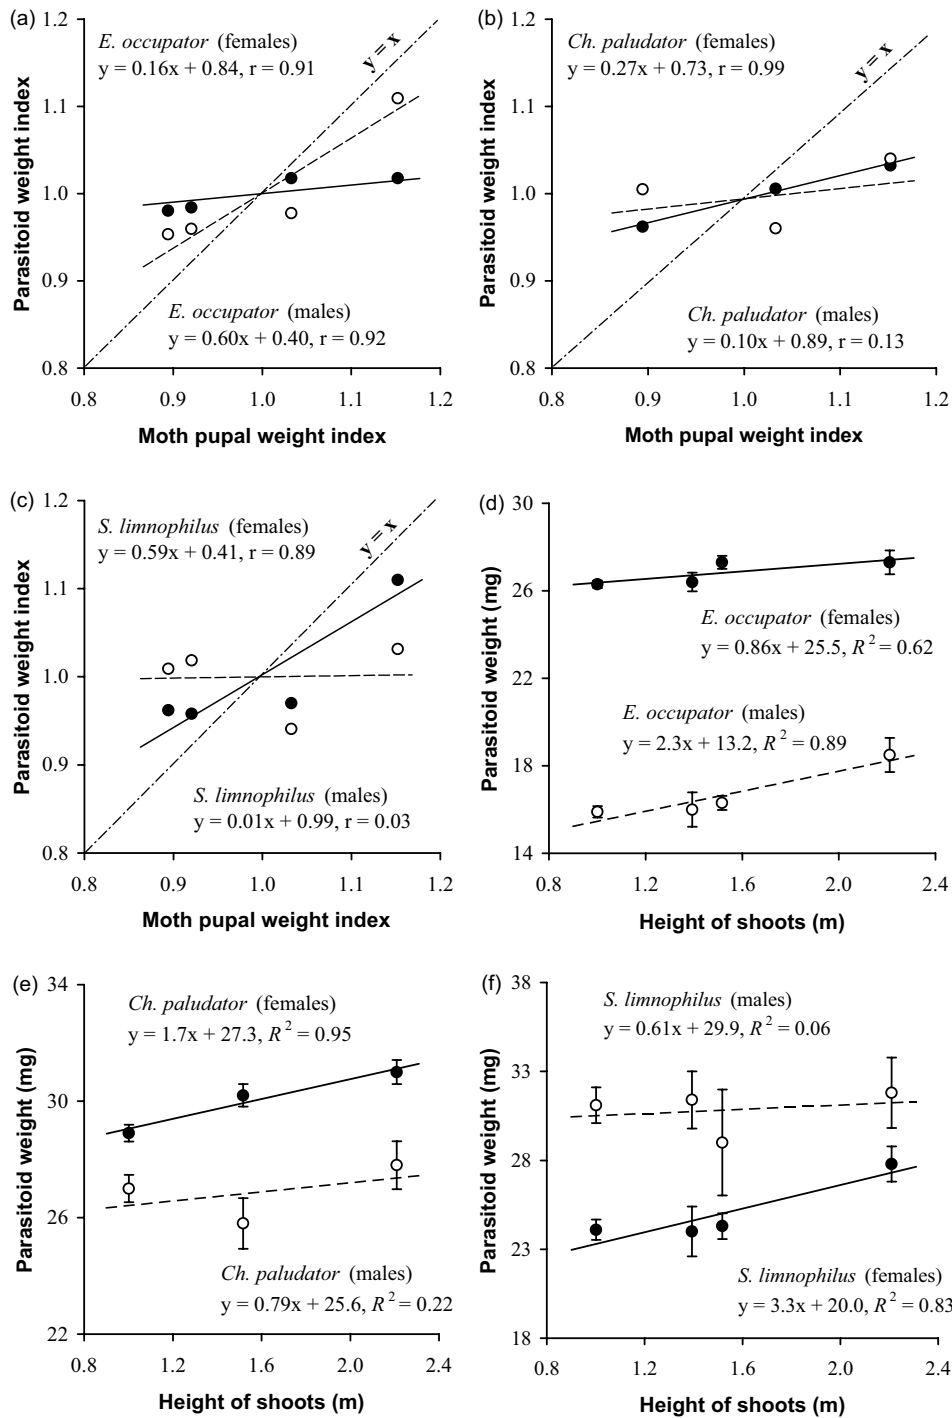 (a)
1.2
1.1
1.0
0.9
0.8
Parasitoid weight index
E. occupator (females)
y = 0.16x + 0.84, r = 0.91
y = x
E. occupator (males)
y = 0.60x + 0.40, r = 0.92
0.8 0.9 1.0 1.1 1.2
Moth pupal weight index
(b)
1.2
1.1
1.0
0.9
0.8
Parasitoid weight index
Ch. paludator (females)
y = 0.27x + 0.73, r = 0.99
y = x
Ch. paludator (males)
y = 0.10x + 0.89, r = 0.13
0.8 0.9 1.0 1.1 1.2
Moth pupal weight index
(c)
1.2
1.1
1.0
0.9
0.8
Parasitoid weight index
S. limnophilus (females)
y = 0.59x + 0.41, r = 0.89
y = x
S. limnophilus (males)
y = 0.01x + 0.99, r = 0.03
0.8 0.9 1.0 1.1 1.2
Moth pupal weight index
(d)
30
26
22
18
14
Parasitoid weight (mg)
E. occupator (females)
y = 0.86x + 25.5, R² = 0.62
E. occupator (males)
y = 2.3x + 13.2, R² = 0.89
0.8 1.2 1.6 2.0 2.4
Height of shoots (m)
(e)
34
30
26
22
Parasitoid weight (mg)
Ch. paludator (females)
y = 1.7x + 27.3, R² = 0.95
Ch. paludator (males)
y = 0.79x + 25.6, R² = 0.22
0.8 1.2 1.6 2.0 2.4
Height of shoots (m)
(f)
38
33
28
23
18
Parasitoid weight (mg)
S. limnophilus (males)
y = 0.61x + 29.9, R² = 0.06
S. limnophilus (females)
y = 3.3x + 20.0, R² = 0.83
0.8 1.2 1.6 2.0 2.4
Height of shoots (m)